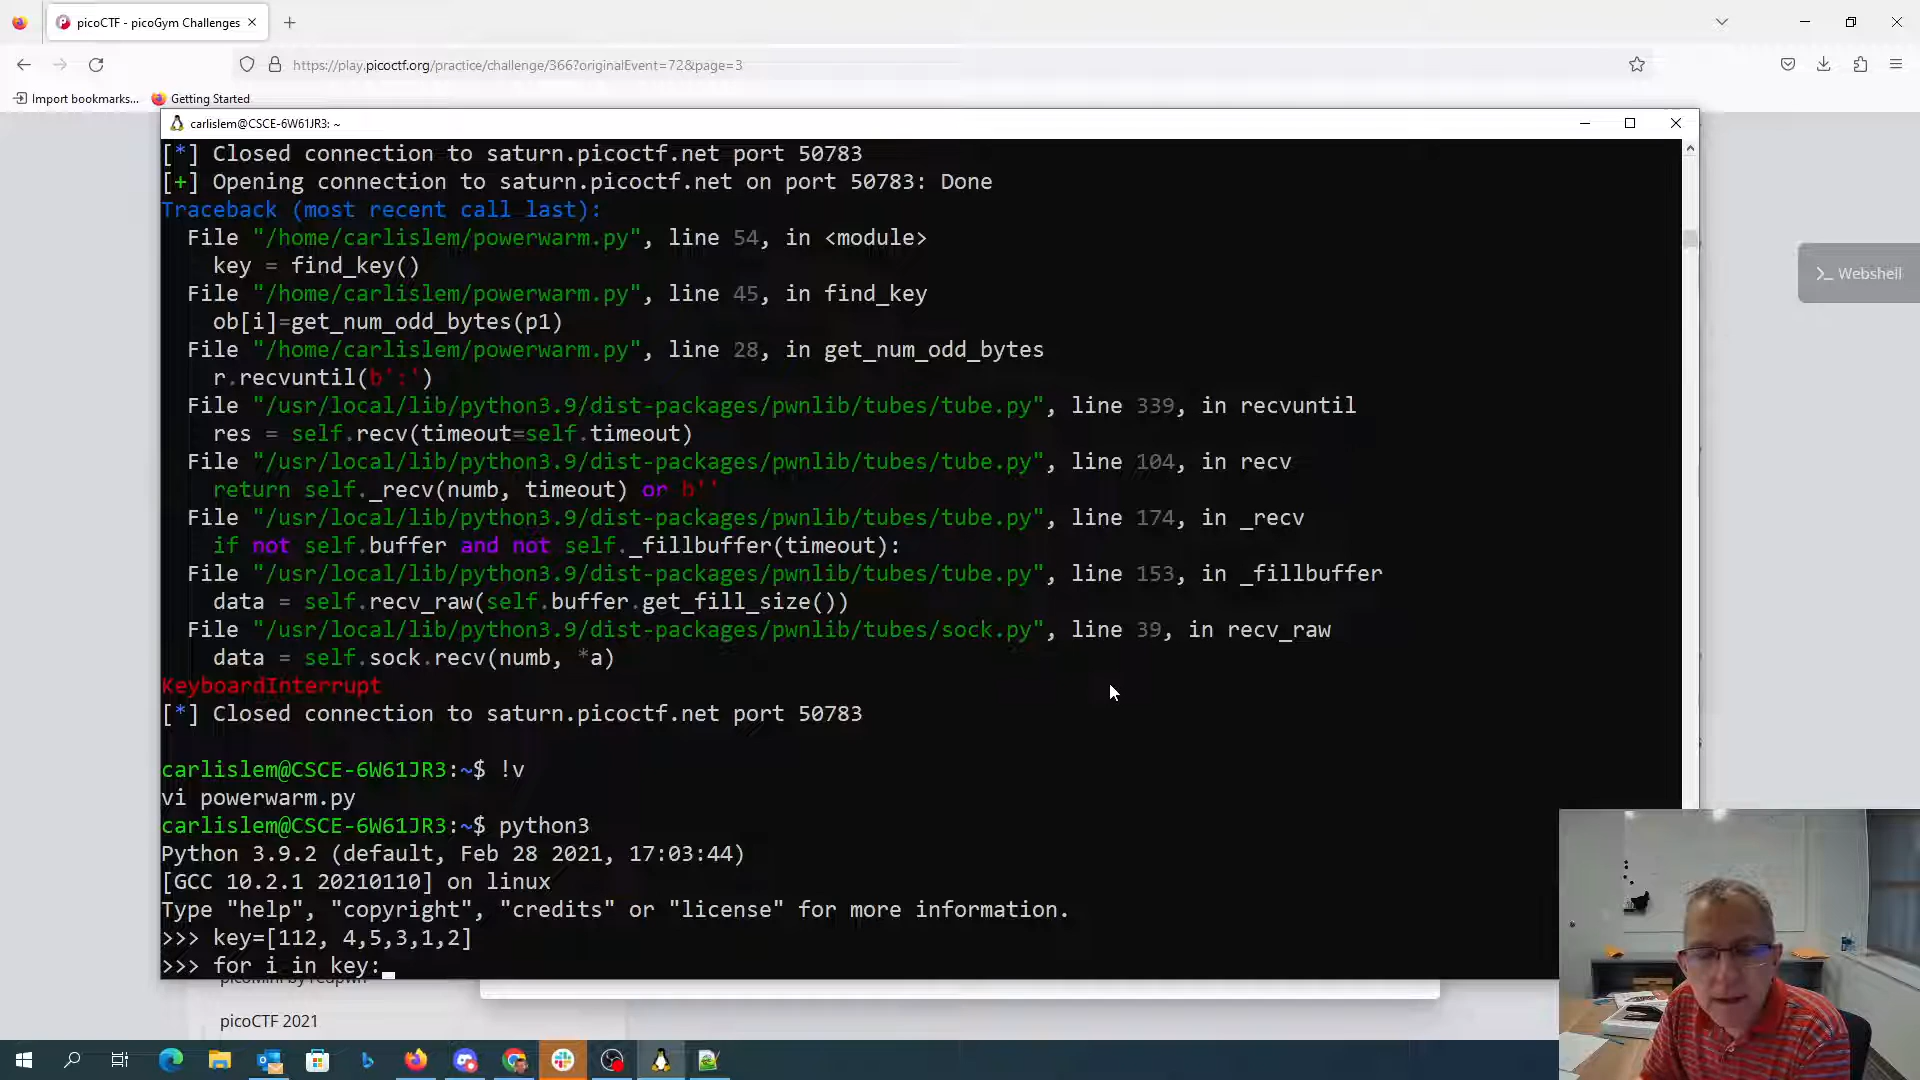 picoCTF - picoGym Challenges
https://play.picoctf.org/practice/challenge/366?originalEvent=72&page=3
Import bookmarks...
Getting Started
carlislem@CSCE-6W61JR3: ~
[*] Closed connection to saturn.picoctf.net port 50783
[+] Opening connection to saturn.picoctf.net on port 50783: Done
Traceback (most recent call last):
File "/home/carlislem/powerwarm.py", line 54, in <module>
key = find_key()
File "/home/carlislem/powerwarm.py", line 45, in find_key
ob[i]=get_num_odd_bytes(p1)
File "/home/carlislem/powerwarm.py", line 28, in get_num_odd_bytes
r.recvuntil(b':')
File "/usr/local/lib/python3.9/dist-packages/pwnlib/tubes/tube.py", line 339, in recvuntil
res = self.recv(timeout=self.timeout)
File "/usr/local/lib/python3.9/dist-packages/pwnlib/tubes/tube.py", line 104, in recv
return self._recv(numb, timeout) or b''
File "/usr/local/lib/python3.9/dist-packages/pwnlib/tubes/tube.py", line 174, in _recv
if not self.buffer and not self._fillbuffer(timeout):
File "/usr/local/lib/python3.9/dist-packages/pwnlib/tubes/tube.py", line 153, in _fillbuffer
data = self.recv_raw(self.buffer.get_fill_size())
File "/usr/local/lib/python3.9/dist-packages/pwnlib/tubes/sock.py", line 39, in recv_raw
data = self.sock.recv(numb, *a)
KeyboardInterrupt
[*] Closed connection to saturn.picoctf.net port 50783
carlislem@CSCE-6W61JR3:~$ !v
vi powerwarm.py
carlislem@CSCE-6W61JR3:~$ python3
Python 3.9.2 (default, Feb 28 2021, 17:03:44)
[GCC 10.2.1 20210110] on linux
Type "help", "copyright", "credits" or "license" for more information.
>>> key=[112, 4,5,3,1,2]
>>> for i in key:
Webshell
picoMini by redpwn
picoCTF 2021